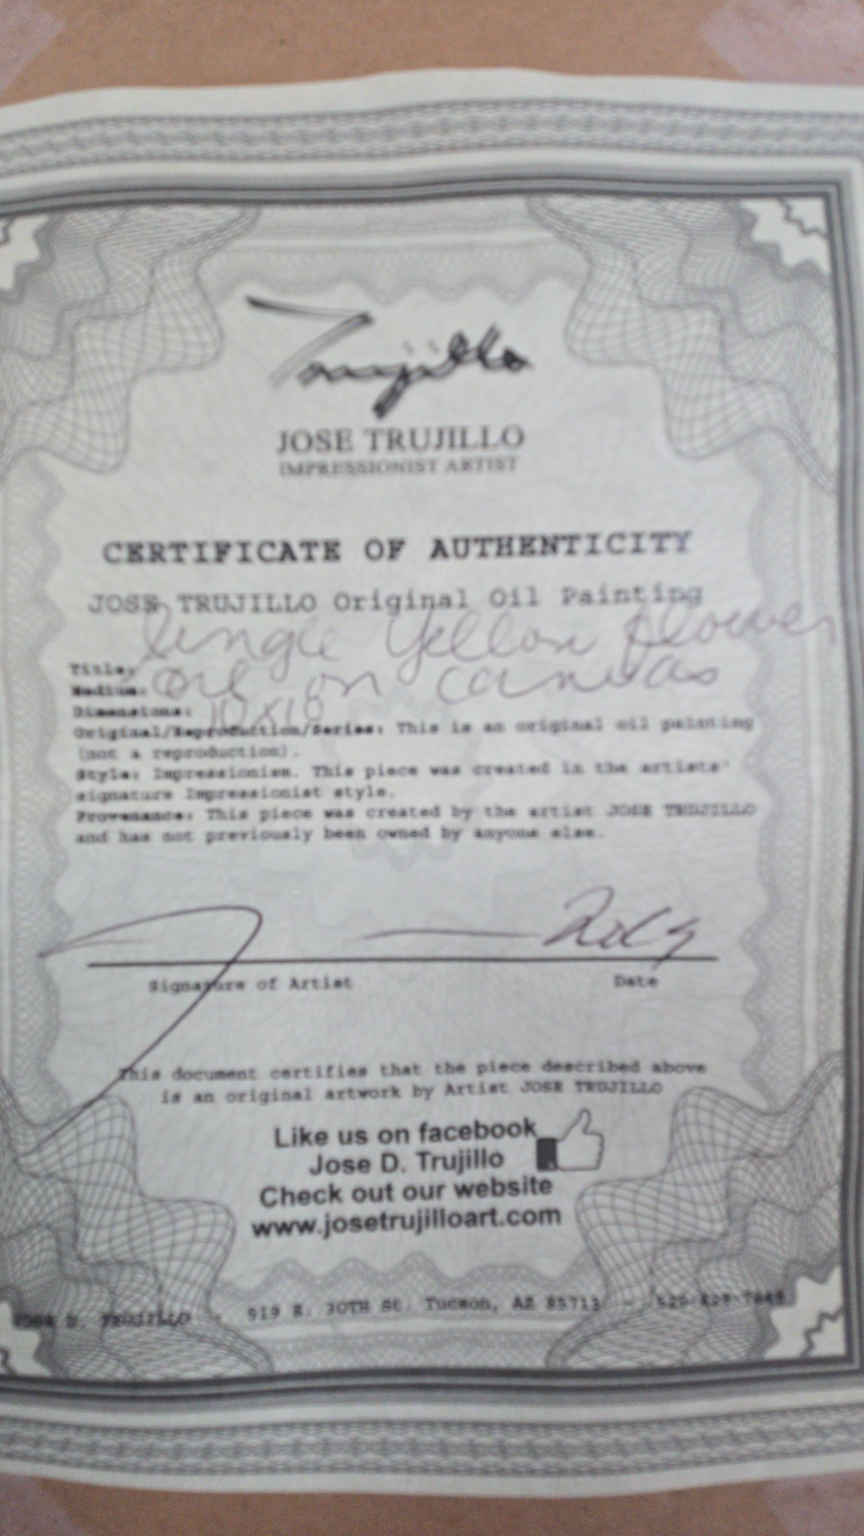 Trujillo
JOSE TRUJILLO
IMPRESSIONIST ARTIST
CERTIFICATE OF AUTHENTICITY
JOSE TRUJILLO Original Oil Painting
Title: Single Yellow flower
Medium: oil on canvas
Dimensions:
Original/Reproduction/Series: This is an original oil painting
(not a reproduction).
Style: Impressionism. This piece was created in the artists'
signature Impressionist style.
Provenance: This piece was created by the artist JOSE TRUJILLO
and has not previously been owned by anyone else.
Signature of Artist Date
This document certifies that the piece described above
is an original artwork by Artist JOSE TRUJILLO
Like us on facebook
Jose D. Trujillo
Check out our website
www.josetrujilloart.com
JOSE D. TRUJILLO - 919 E. 30TH St. Tucson, AZ 85713 -